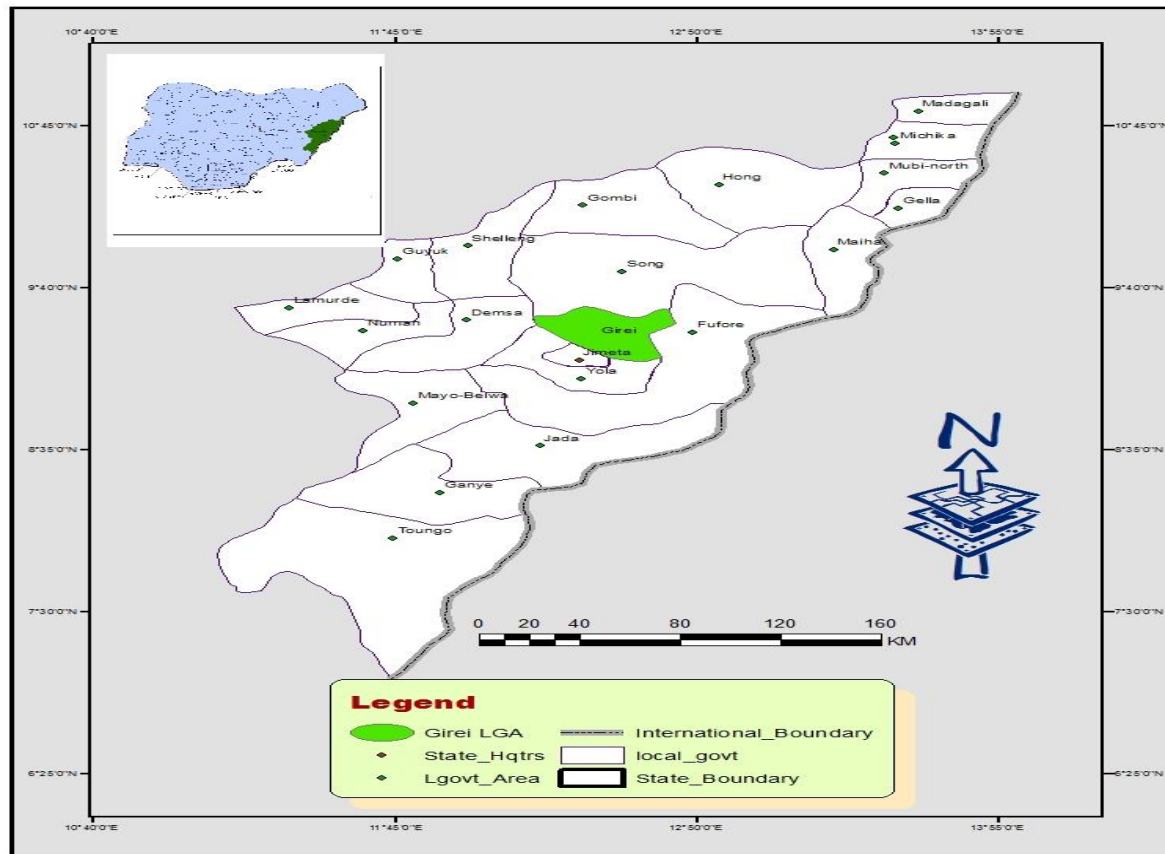 10°40'0"E 11°45'0"E 12°50'0"E 13°55'0"E
Madagali
10°45'0"N 10°45'0"N
Michika
Mubi-north
Hong
Gombi
Gella
Shelleng
Maiha
Guyuk
Song
9°40'0"N 9°40'0"N
Lamurde
Demsa
Girei
Fufore
Numan
Jimeta
Yola
Mayo-Belwa
N
Jada
8°35'0"N 8°35'0"N
Ganye
Toungo
7°30'0"N 7°30'0"N
0 20 40 80 120 160
KM
Legend
Girei LGA International_Boundary
State_Hqtrs local_govt
Lgovt_Area State_Boundary
6°25'0"N 6°25'0"N
10°40'0"E 11°45'0"E 12°50'0"E 13°55'0"E